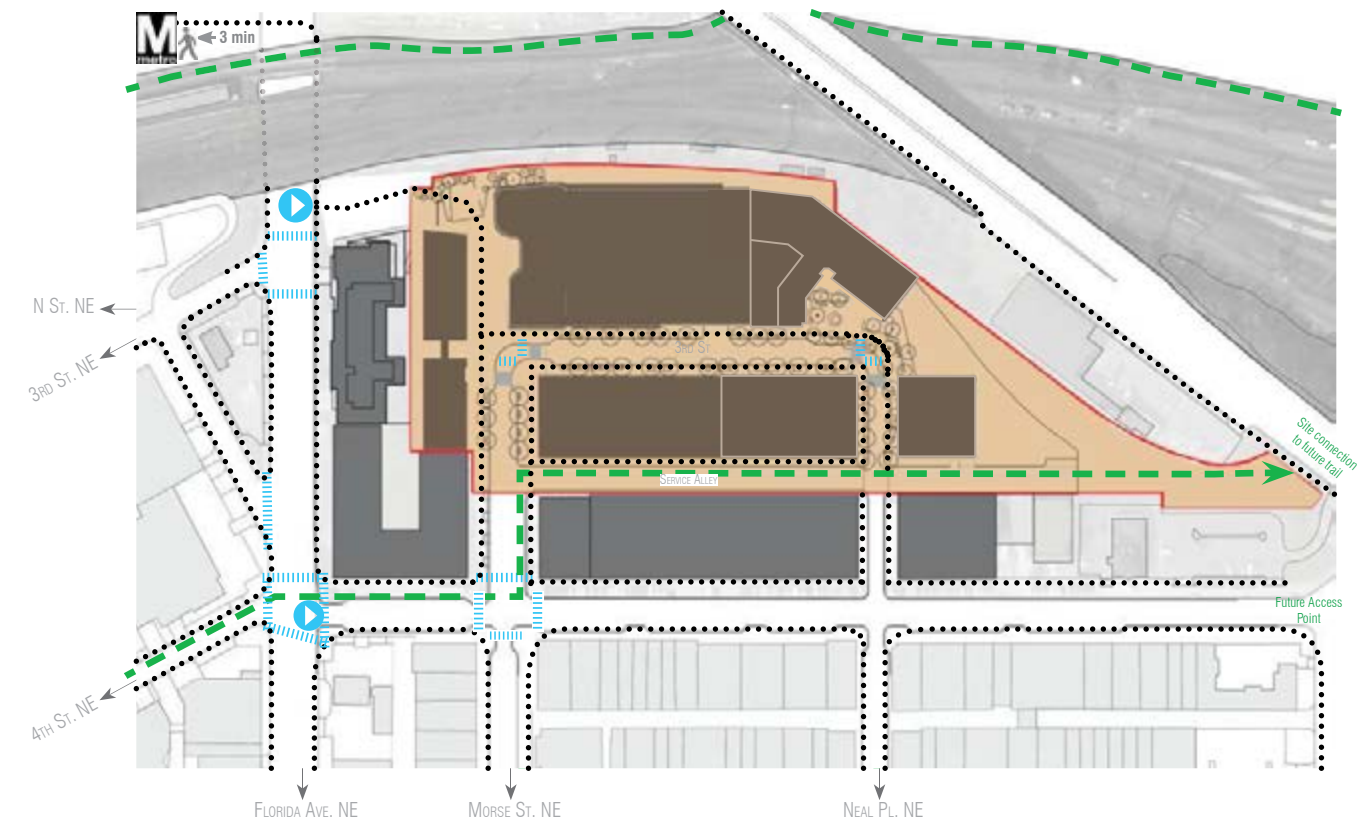 M
metro
3 min
N St. NE
3rd St. NE
3rd St
Site connection
to future trail
Service Alley
Future Access
Point
4th St. NE
Florida Ave. NE
Morse St. NE
Neal Pl. NE